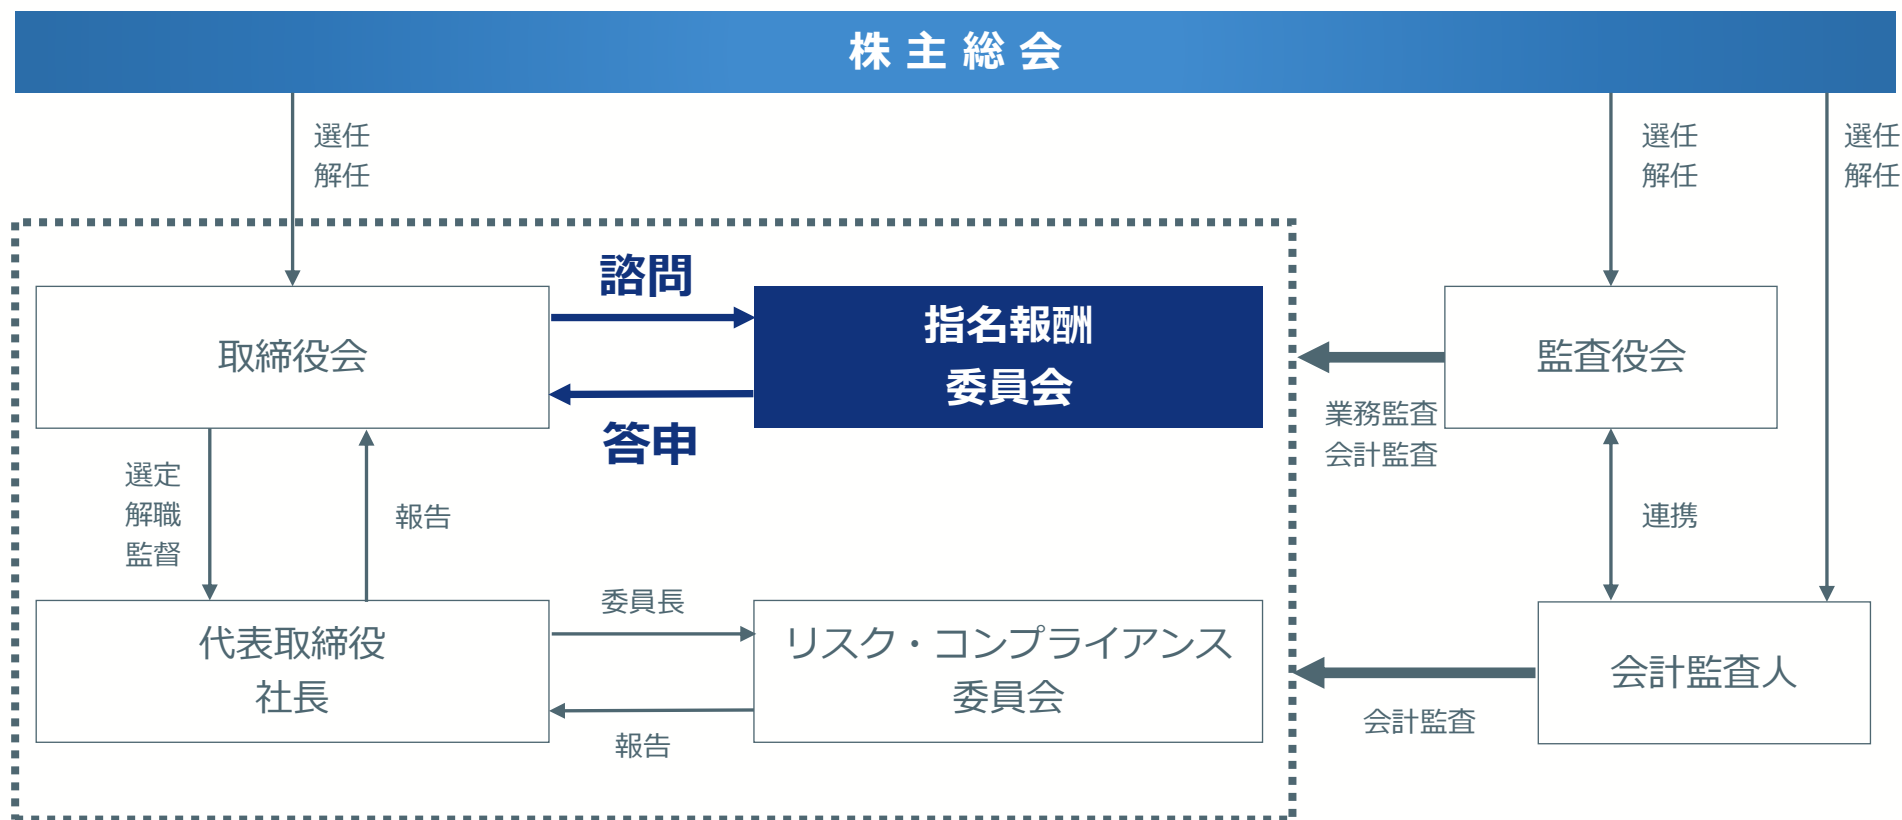 株主総会
選任
解任
選任
解任
選任
解任
諮問
取締役会
指名報酬
委員会
答申
監査役会
業務監査
会計監査
選定
解職
監督
報告
連携
代表取締役
社長
委員長
報告
リスク・コンプライアンス
委員会
会計監査人
会計監査